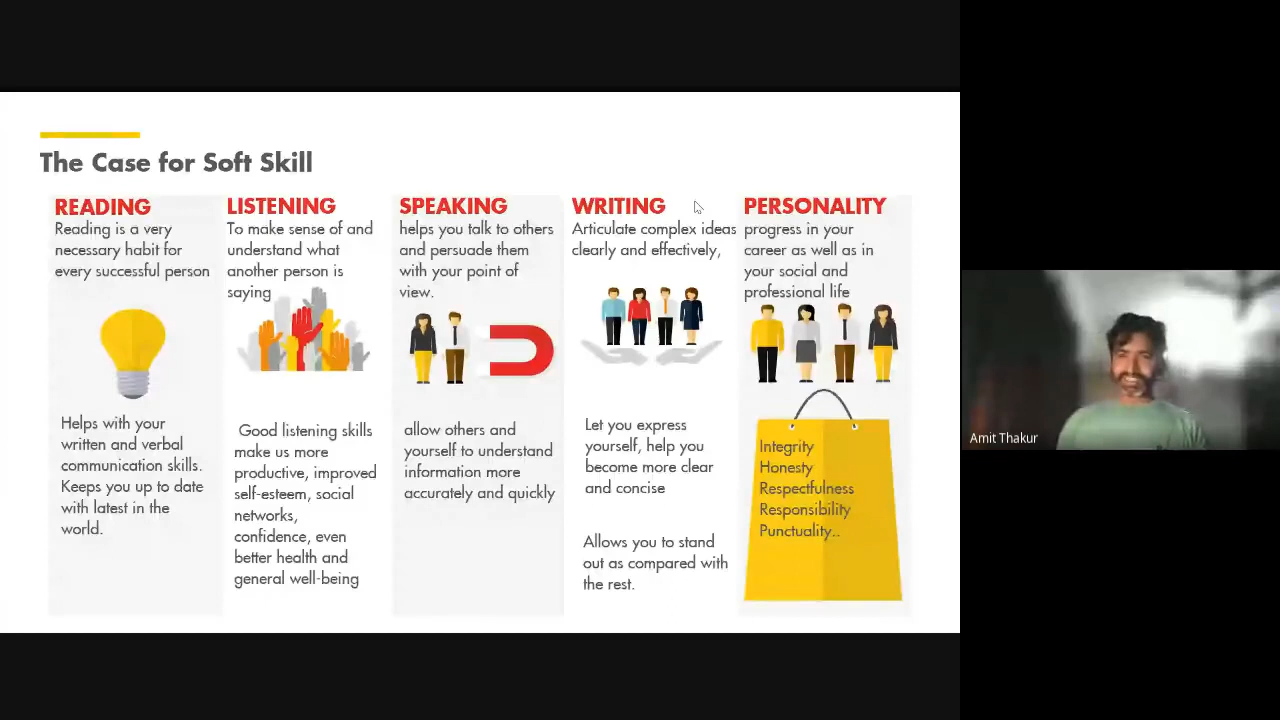 The Case for Soft Skill
READING
Reading is a very
necessary habit for
every successful person
Helps with your
written and verbal
communication skills.
Keeps you up to date
with latest in the
world.
LISTENING
To make sense of and
understand what
another person is
saying
Good listening skills
make us more
productive, improved
self-esteem, social
networks,
confidence, even
better health and
general well-being
SPEAKING
helps you talk to others
and persuade them
with your point of
view.
allow others and
yourself to understand
information more
accurately and quickly
WRITING
Articulate complex ideas
clearly and effectively,
Let you express
yourself, help you
become more clear
and concise
Allows you to stand
out as compared with
the rest.
PERSONALITY
progress in your
career as well as in
your social and
professional life
Integrity
Honesty
Respectfulness
Responsibility
Punctuality..
Amit Thakur